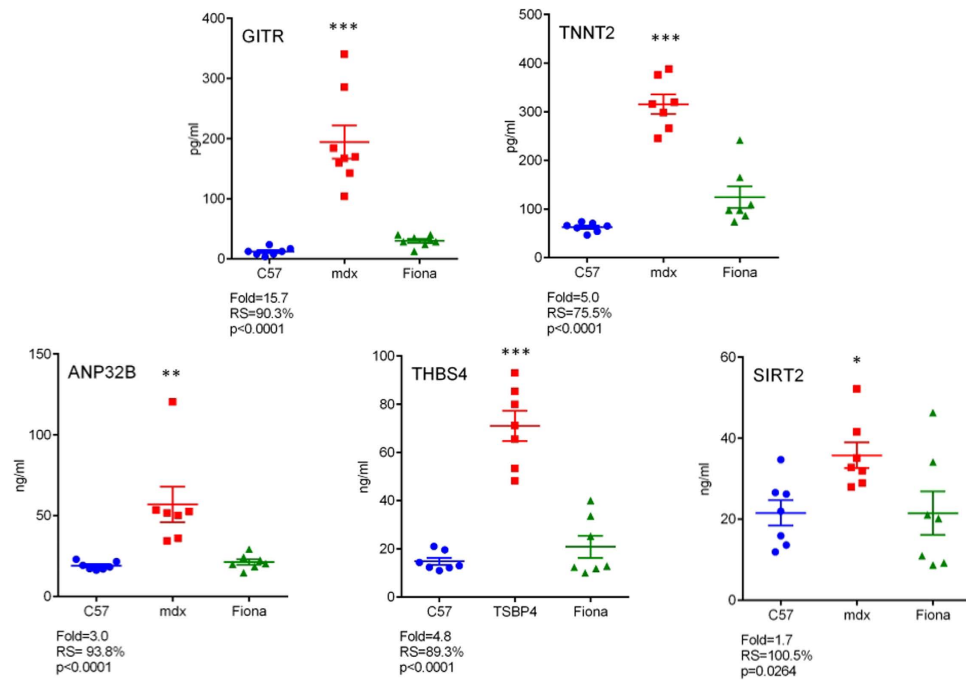 GITR
***
400
300
200
100
0
pg/ml
C57 mdx Fiona
Fold=15.7
RS=90.3%
p<0.0001
TNNT2
***
500
400
300
200
100
0
pg/ml
C57 mdx Fiona
Fold=5.0
RS=75.5%
p<0.0001
ANP32B
**
150
100
50
0
ng/ml
C57 mdx Fiona
Fold=3.0
RS= 93.8%
p<0.0001
THBS4
***
100
80
60
40
20
0
ng/ml
C57 TSBP4 Fiona
Fold=4.8
RS=89.3%
p<0.0001
SIRT2
*
60
40
20
0
ng/ml
C57 mdx Fiona
Fold=1.7
RS=100.5%
p=0.0264